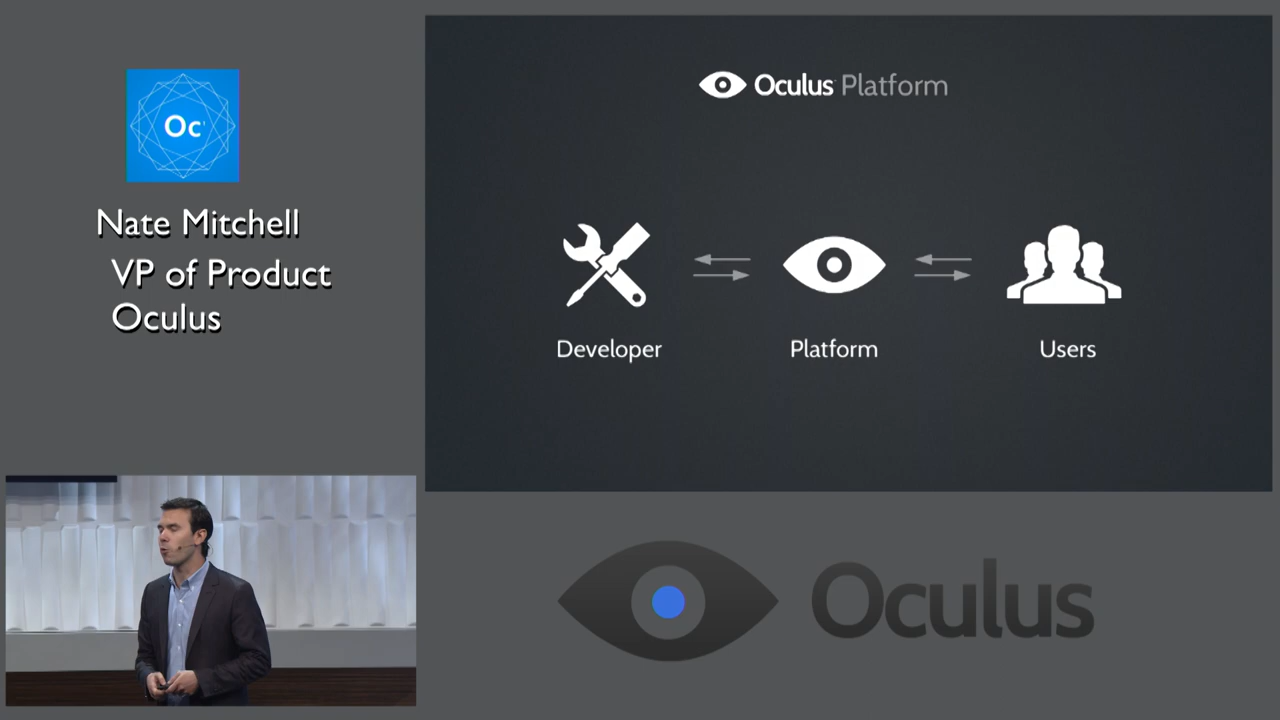 Oc'
Nate Mitchell
VP of Product
Oculus
Oculus Platform
Developer
Platform
Users
Oculus